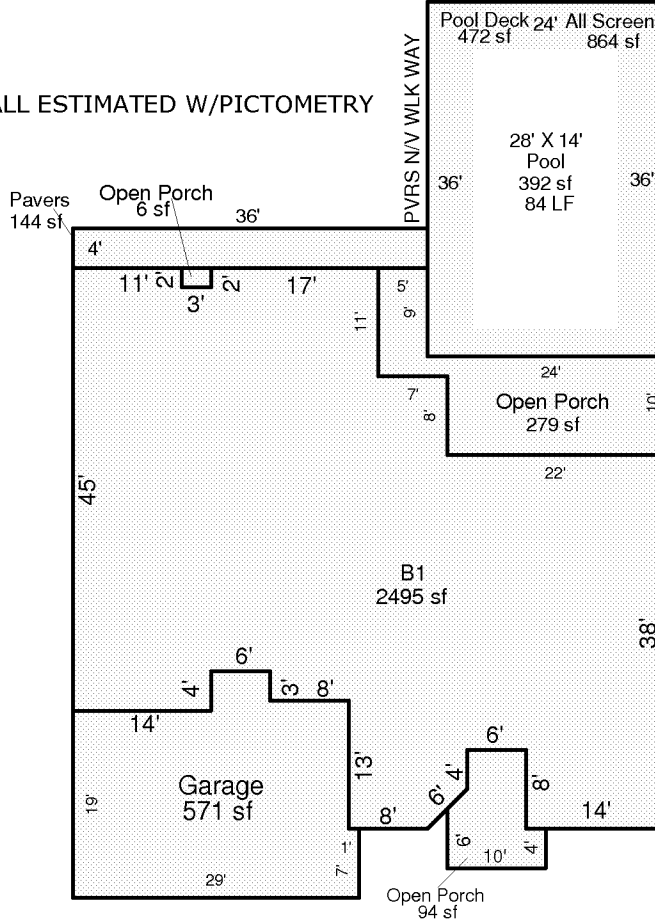 Pool Deck 24' All Screen
472 sf 864 sf
ALL ESTIMATED W/PICTOMETRY
PVRS N/V WLK WAY
28' X 14'
Pool
392 sf
84 LF
36'
36'
Pavers
144 sf
Open Porch
6 sf
36'
4'
11'
2'
2'
3'
17'
5'
9'
11'
24'
7'
8'
Open Porch
279 sf
10'
22'
45'
B1
2495 sf
38'
6'
4'
3'
8'
14'
13'
6'
4'
8'
6'
8'
14'
Garage
571 sf
19'
1'
7'
6'
10'
4'
29'
Open Porch
94 sf